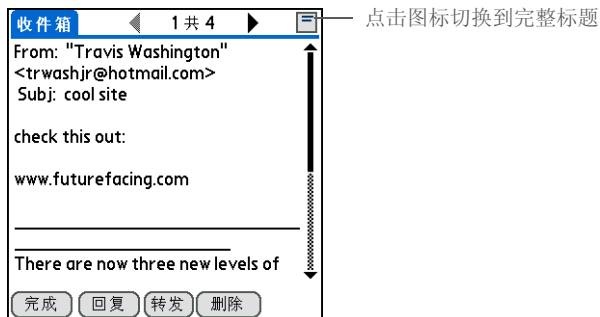 收件箱 1 共 4 点击图标切换到完整标题
From: "Travis Washington"
<trwashjr@hotmail.com>
Subj: cool site
check this out:
www.futurefacing.com
There are now three new levels of
完成 回复 转发 删除